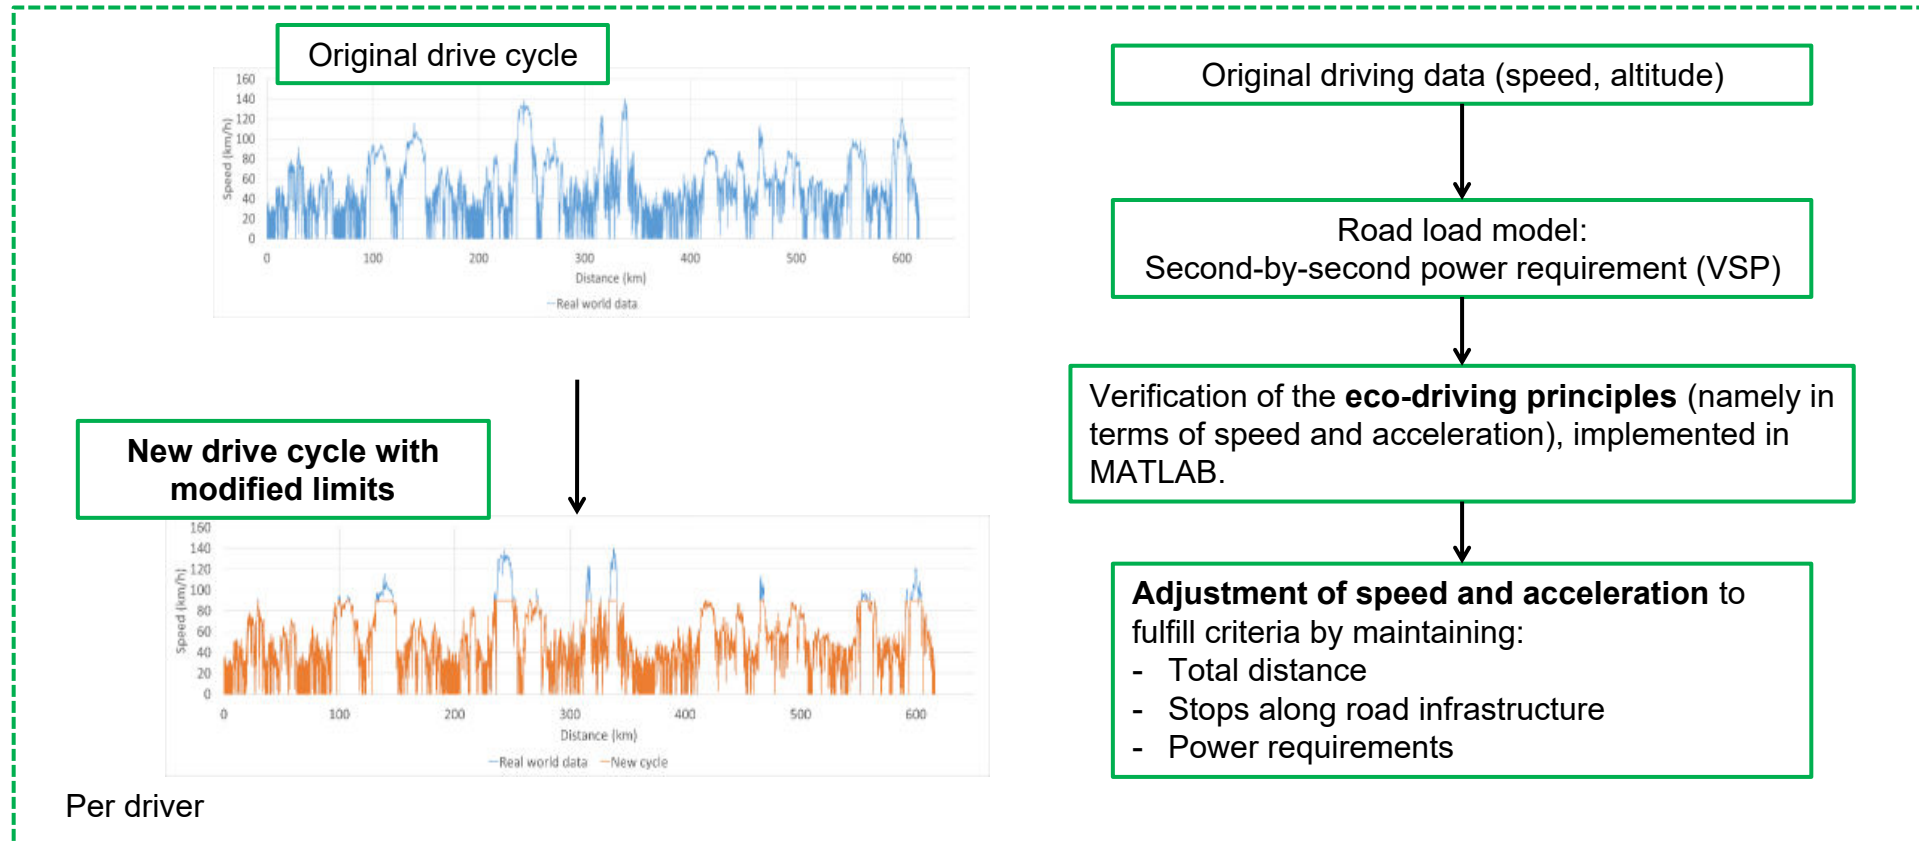 Original drive cycle
160
140
120
100
80
60
40
20
0
Speed (km/h)
0 100 200 300 400 500 600
Distance (km)
Real world data
New drive cycle with
modified limits
160
140
120
100
80
60
40
20
0
Speed (km/h)
0 100 200 300 400 500 600
Distance (km)
Real world data New cycle
Per driver
Original driving data (speed, altitude)
Road load model:
Second-by-second power requirement (VSP)
Verification of the eco-driving principles (namely in
terms of speed and acceleration), implemented in
MATLAB.
Adjustment of speed and acceleration to
fulfill criteria by maintaining:
- Total distance
- Stops along road infrastructure
- Power requirements